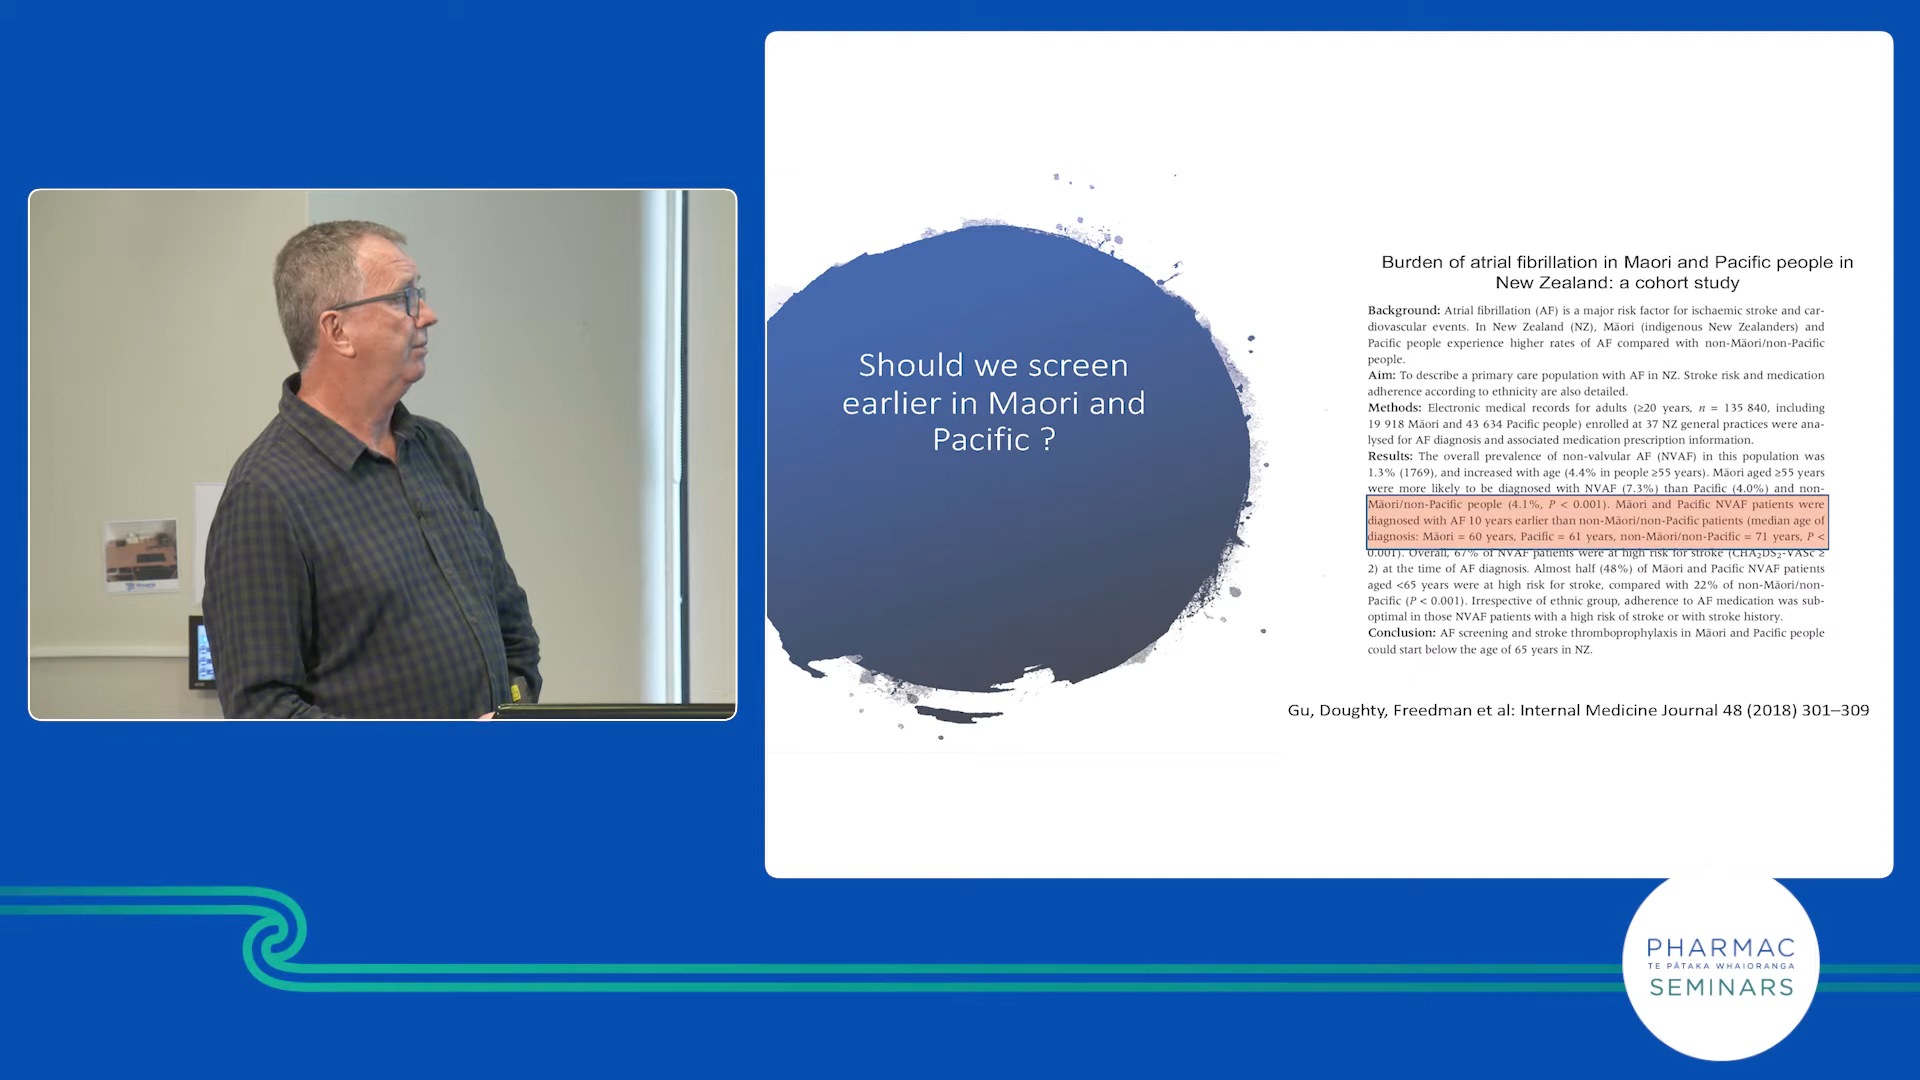 Should we screen
earlier in Maori and
Pacific ?
Burden of atrial fibrillation in Maori and Pacific people in
New Zealand: a cohort study
Background: Atrial fibrillation (AF) is a major risk factor for ischaemic stroke and car-
diovascular events. In New Zealand (NZ), Māori (indigenous New Zealanders) and
Pacific people experience higher rates of AF compared with non-Māori/non-Pacific
people.
Aim: To describe a primary care population with AF in NZ. Stroke risk and medication
adherence according to ethnicity are also detailed.
Methods: Electronic medical records for adults (≥20 years, n = 135 840, including
19 918 Māori and 43 634 Pacific people) enrolled at 37 NZ general practices were ana-
lysed for AF diagnosis and associated medication prescription information.
Results: The overall prevalence of non-valvular AF (NVAF) in this population was
1.3% (1769), and increased with age (4.4% in people ≥55 years). Māori aged ≥55 years
were more likely to be diagnosed with NVAF (7.3%) than Pacific (4.0%) and non-
Māori/non-Pacific people (4.1%, P < 0.001). Māori and Pacific NVAF patients were
diagnosed with AF 10 years earlier than non-Māori/non-Pacific patients (median age of
diagnosis: Māori = 60 years, Pacific = 61 years, non-Māori/non-Pacific = 71 years, P <
0.001). Overall, 67% of NVAF patients were at high risk for stroke (CHA₂DS₂-VASc ≥
2) at the time of AF diagnosis. Almost half (48%) of Māori and Pacific NVAF patients
aged <65 years were at high risk for stroke, compared with 22% of non-Māori/non-
Pacific (P < 0.001). Irrespective of ethnic group, adherence to AF medication was sub-
optimal in those NVAF patients with a high risk of stroke or with stroke history.
Conclusion: AF screening and stroke thromboprophylaxis in Māori and Pacific people
could start below the age of 65 years in NZ.
Gu, Doughty, Freedman et al: Internal Medicine Journal 48 (2018) 301–309
PHARMAC
TE PĀTAKA WHAIORANGA
SEMINARS